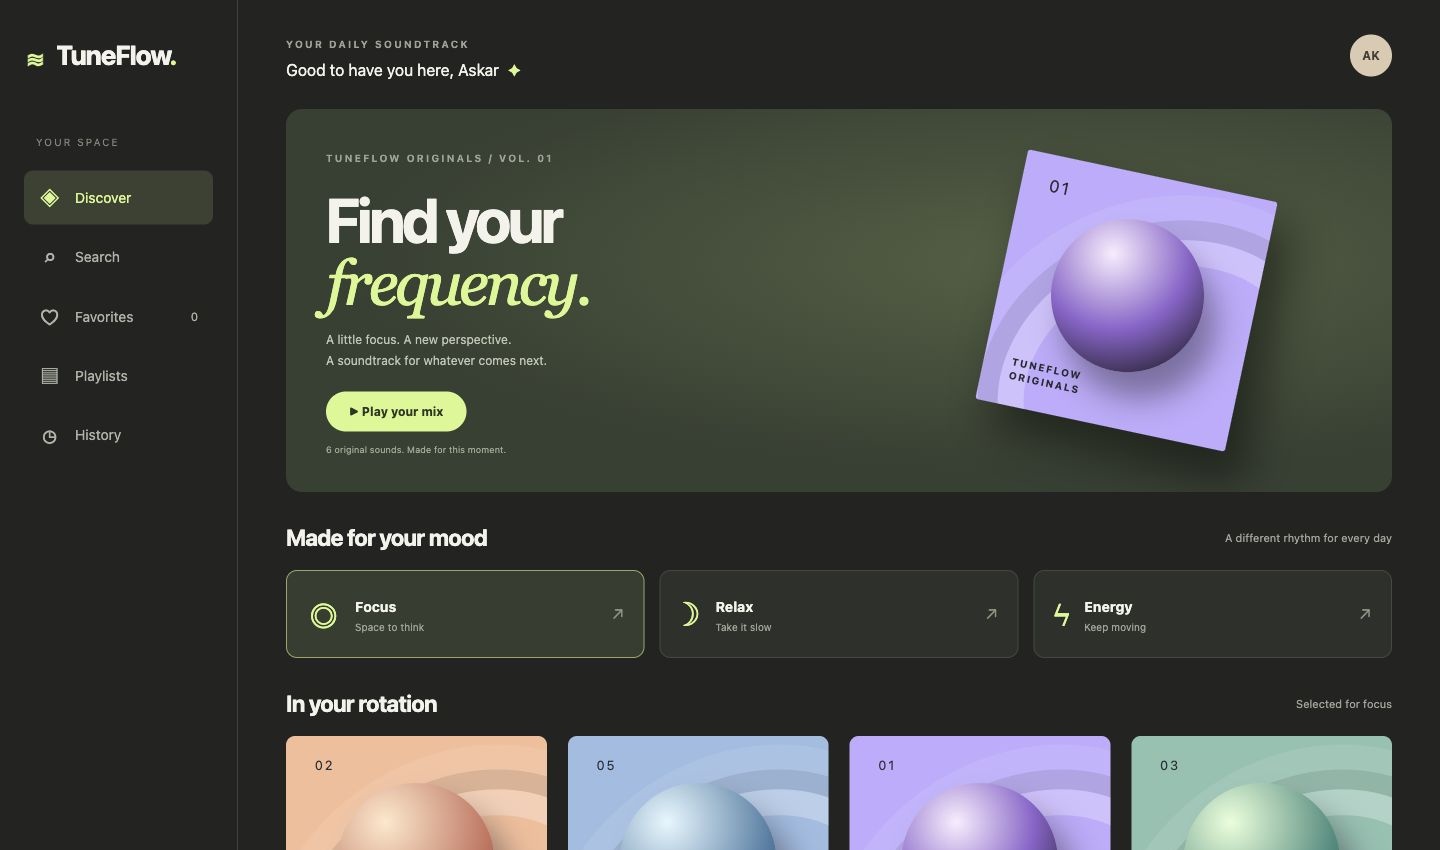 TuneFlow.
YOUR SPACE
Discover
Search
Favorites 0
Playlists
History
YOUR DAILY SOUNDTRACK
Good to have you here, Askar
AK
TUNEFLOW ORIGINALS / VOL. 01
Find your
frequency.
A little focus. A new perspective.
A soundtrack for whatever comes next.
Play your mix
6 original sounds. Made for this moment.
01
TUNEFLOW
ORIGINALS
Made for your mood
A different rhythm for every day
Focus
Space to think
Relax
Take it slow
Energy
Keep moving
In your rotation
Selected for focus
02
05
01
03